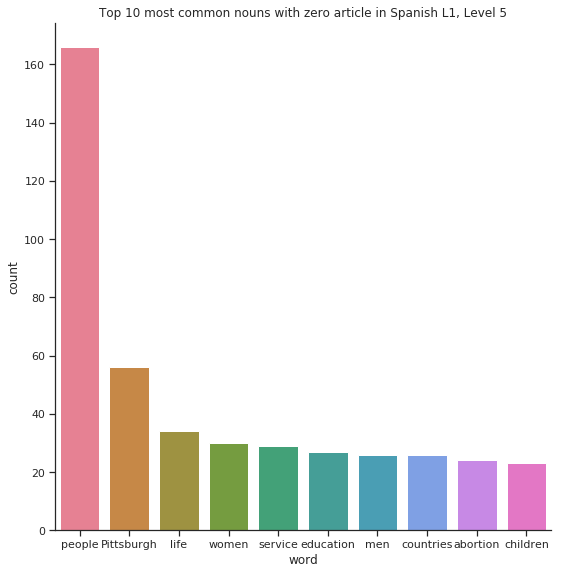 Top 10 most common nouns with zero article in Spanish L1, Level 5
160
140
120
100
80
60
40
20
0
count
people Pittsburgh life women service education men countries abortion children
word